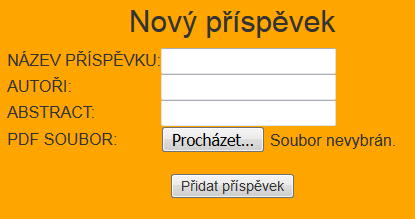 Nový příspěvek
NÁZEV PŘÍSPĚVKU:
AUTOŘI:
ABSTRACT:
PDF SOUBOR: Procházet... Soubor nevybrán.
Přidat příspěvek